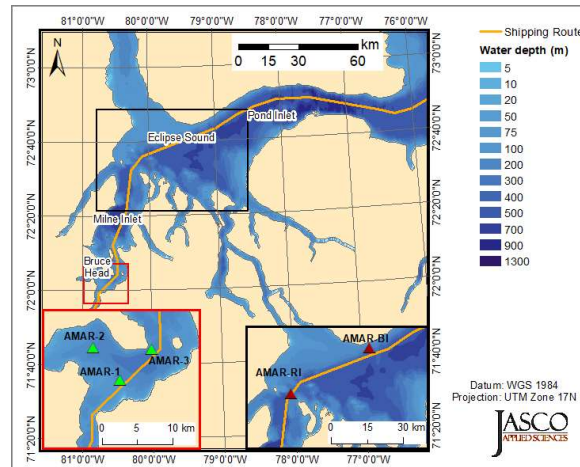 81°0'0"W 80°0'0"W 79°0'0"W 78°0'0"W 77°0'0"W 76°0'0"W
N
0 15 30 60
km
73°0'0"N
72°40'0"N
72°20'0"N
72°0'0"N
71°40'0"N
71°20'0"N
Pond Inlet
Eclipse Sound
Milne Inlet
Bruce
Head
AMAR-2
AMAR-3
AMAR-1
0 5 10 km
AMAR-BI
AMAR-RI
0 15 30 km
73°0'0"N
72°40'0"N
72°20'0"N
72°0'0"N
71°40'0"N
71°20'0"N
81°0'0"W 80°0'0"W 79°0'0"W 78°0'0"W 77°0'0"W
Shipping Route
Water depth (m)
5
10
20
50
75
100
200
300
400
500
700
900
1300
Datum: WGS 1984
Projection: UTM Zone 17N
JASCO
APPLIED SCIENCES